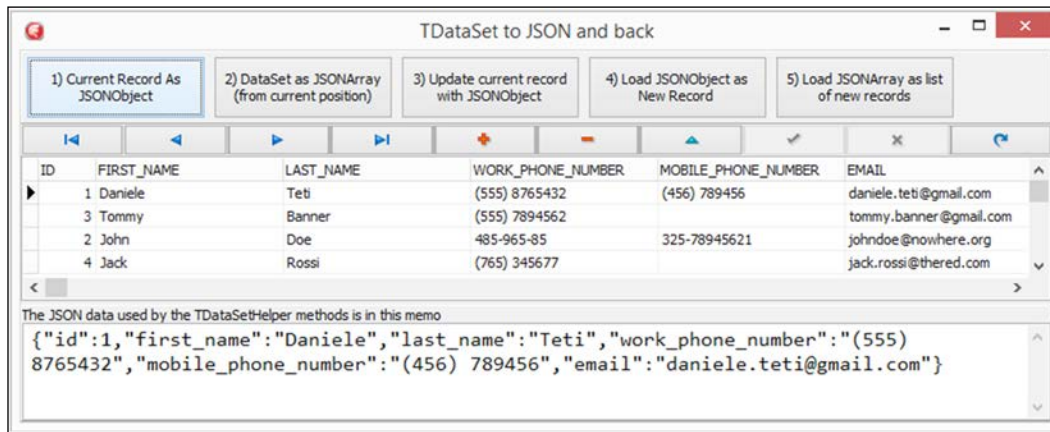 TDataSet to JSON and back
1) Current Record As JSONObject
2) DataSet as JSONArray (from current position)
3) Update current record with JSONObject
4) Load JSONObject as New Record
5) Load JSONArray as list of new records
ID FIRST_NAME LAST_NAME WORK_PHONE_NUMBER MOBILE_PHONE_NUMBER EMAIL
1 Daniele Teti (555) 8765432 (456) 789456 daniele.teti@gmail.com
3 Tommy Banner (555) 7894562 tommy.banner@gmail.com
2 John Doe 485-965-85 325-78945621 johndoe@nowhere.org
4 Jack Rossi (765) 345677 jack.rossi@thered.com
The JSON data used by the TDataSetHelper methods is in this memo
{"id":1,"first_name":"Daniele","last_name":"Teti","work_phone_number":"(555)
8765432","mobile_phone_number":"(456) 789456","email":"daniele.teti@gmail.com"}